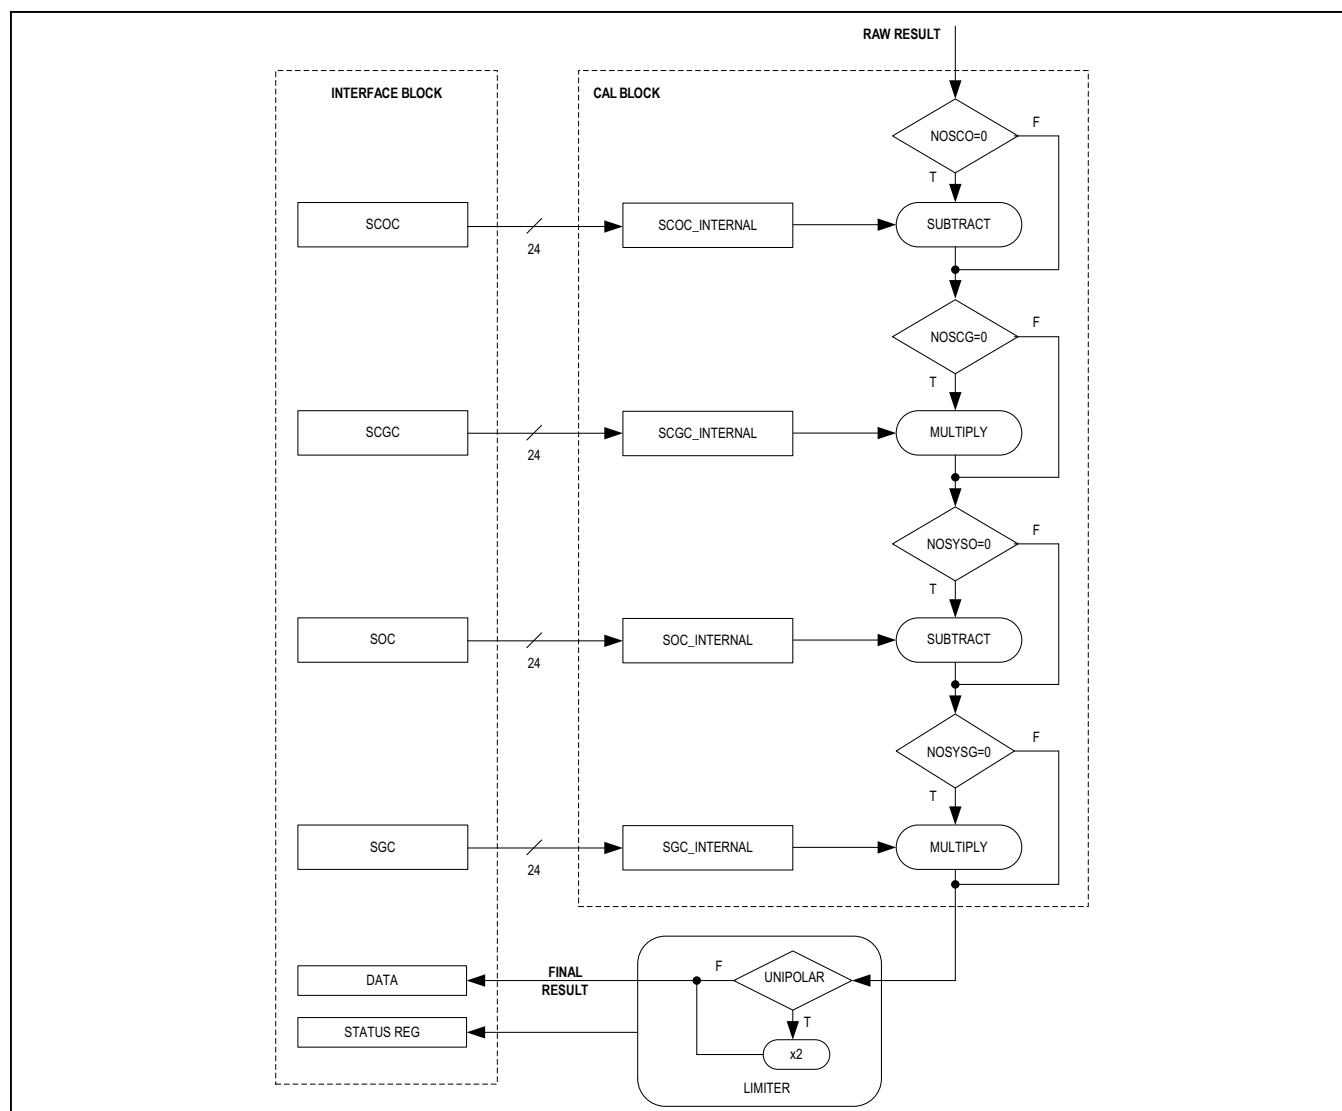 RAW RESULT
INTERFACE BLOCK
CAL BLOCK
NOSCO=0
F
T
SCOC
24
SCOC_INTERNAL
SUBTRACT
NOSCG=0
F
T
SCGC
24
SCGC_INTERNAL
MULTIPLY
NOSYSO=0
F
T
SOC
24
SOC_INTERNAL
SUBTRACT
NOSYSG=0
F
T
SGC
24
SGC_INTERNAL
MULTIPLY
DATA
FINAL
RESULT
F
UNIPOLAR
T
STATUS REG
x2
LIMITER